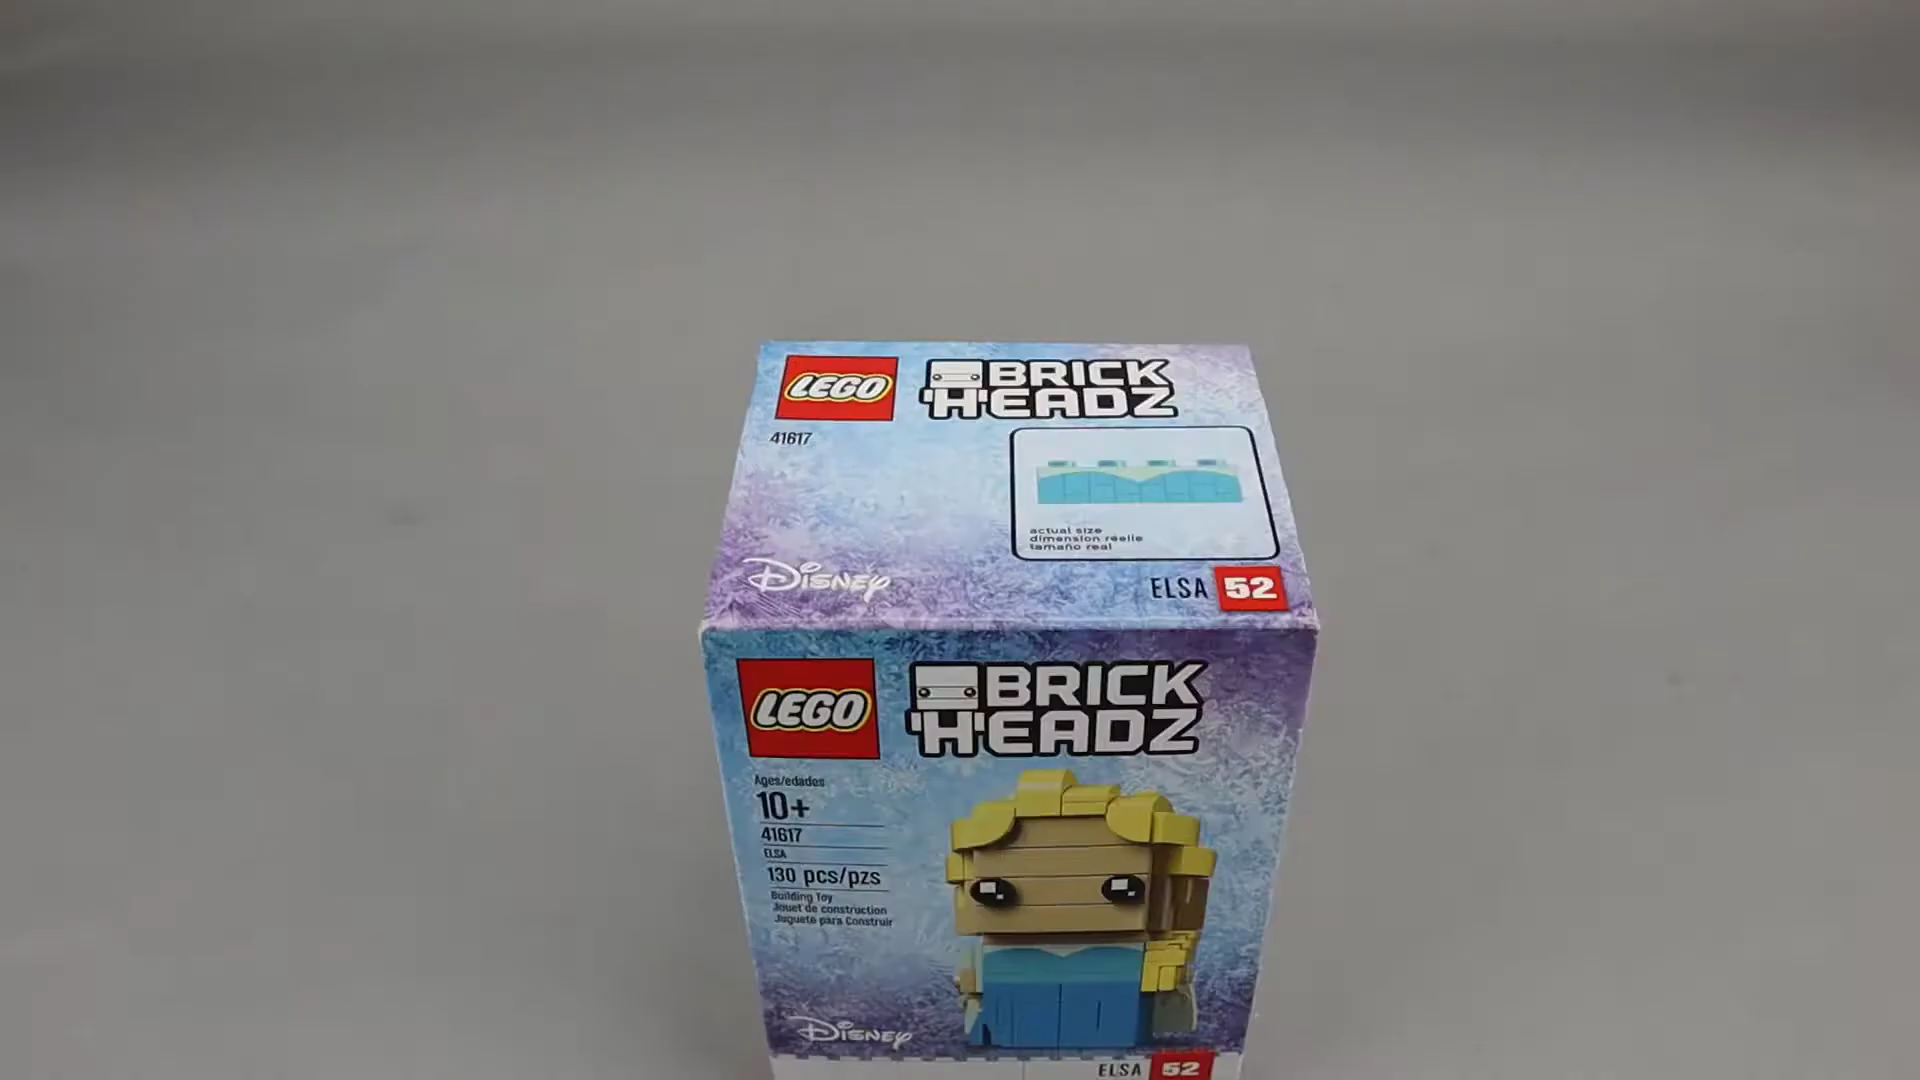 LEGO
BRICK
HEADZ
41617
actual size
dimension réelle
tamaño real
Disney
ELSA 52
LEGO
BRICK
HEADZ
Ages/edades
10+
41617
ELSA
130 pcs/pzs
Building Toy
Jouet de construction
Juguete para Construir
Disney
ELSA 52